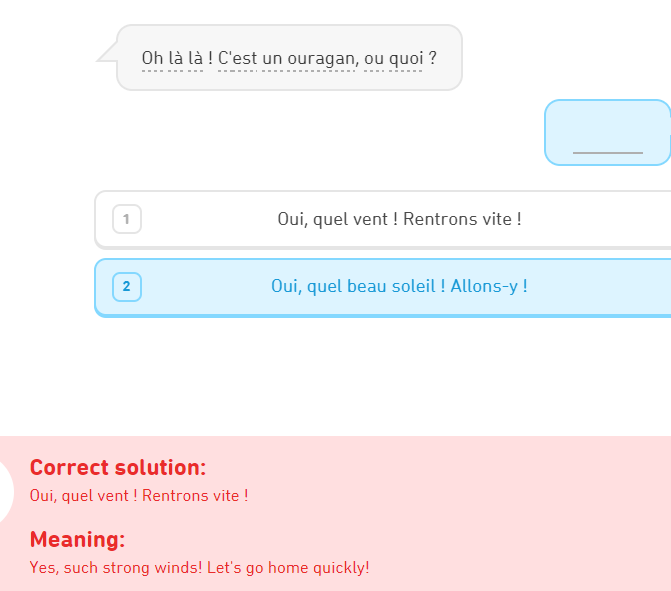 Oh là là ! C'est un ouragan, ou quoi ?
1
Oui, quel vent ! Rentrons vite !
2
Oui, quel beau soleil ! Allons-y !
Correct solution:
Oui, quel vent ! Rentrons vite !
Meaning:
Yes, such strong winds! Let's go home quickly!